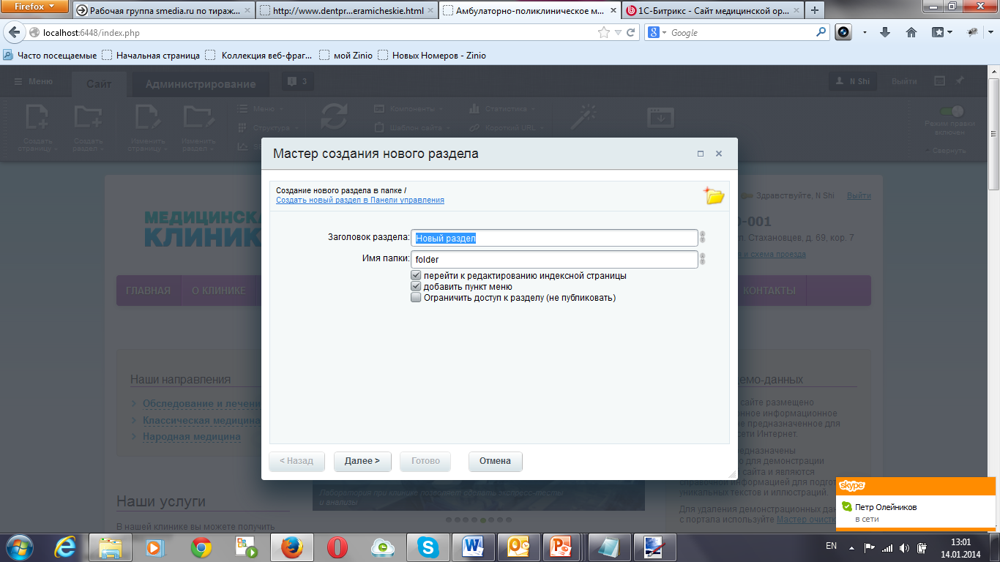 Firefox
Рабочая группа smedia.ru по тираж...
http://www.dentpr...eramicheskie.html
Амбулаторно-поликлиническое м...
1С-Битрикс - Сайт медицинской ор...
localhost:6448/index.php
Google
Часто посещаемые
Начальная страница
Коллекция веб-фраг...
мой Zinio
Новых Номеров - Zinio
Меню
Сайт
Администрирование
3
N Shi
Выйти
Создать страницу
Создать раздел
Изменить страницу
Изменить раздел
Меню
Структура
Компоненты
Шаблон сайта
Статистика
Короткий URL
Режим правки включен
Свернуть
Мастер создания нового раздела
Создание нового раздела в папке /
Создать новый раздел в Панели управления
Заголовок раздела: Новый раздел
Имя папки: folder
перейти к редактированию индексной страницы
добавить пункт меню
Ограничить доступ к разделу (не публиковать)
< Назад
Далее >
Готово
Отмена
Здравствуйте, N Shi
Выйти
МЕДИЦИНСКА
КЛИНИК
0-001
ул. Стахановцев, д. 69, кор. 7
и схема проезда
ГЛАВНАЯ
О КЛИНИКЕ
КОНТАКТЫ
Наши направления
Обследование и лечени
Классическая медицина
Народная медицина
емо-данных
сайте размещено
нное информационное
не предназначенное для
сети Интернет.
едназначены
о для демонстрации
сайта и являются
справочной информацией для подгот
уникальных текстов и иллюстраций.
Для удаления демонстрационных дан
с портала используйте Мастер очистк
Лаборатория при клинике позволяет сделать экспресс-тесты
и анализы
Наши услуги
В нашей клинике вы можете получить
skype
Петр Олейников
в сети
EN
13:01
14.01.2014